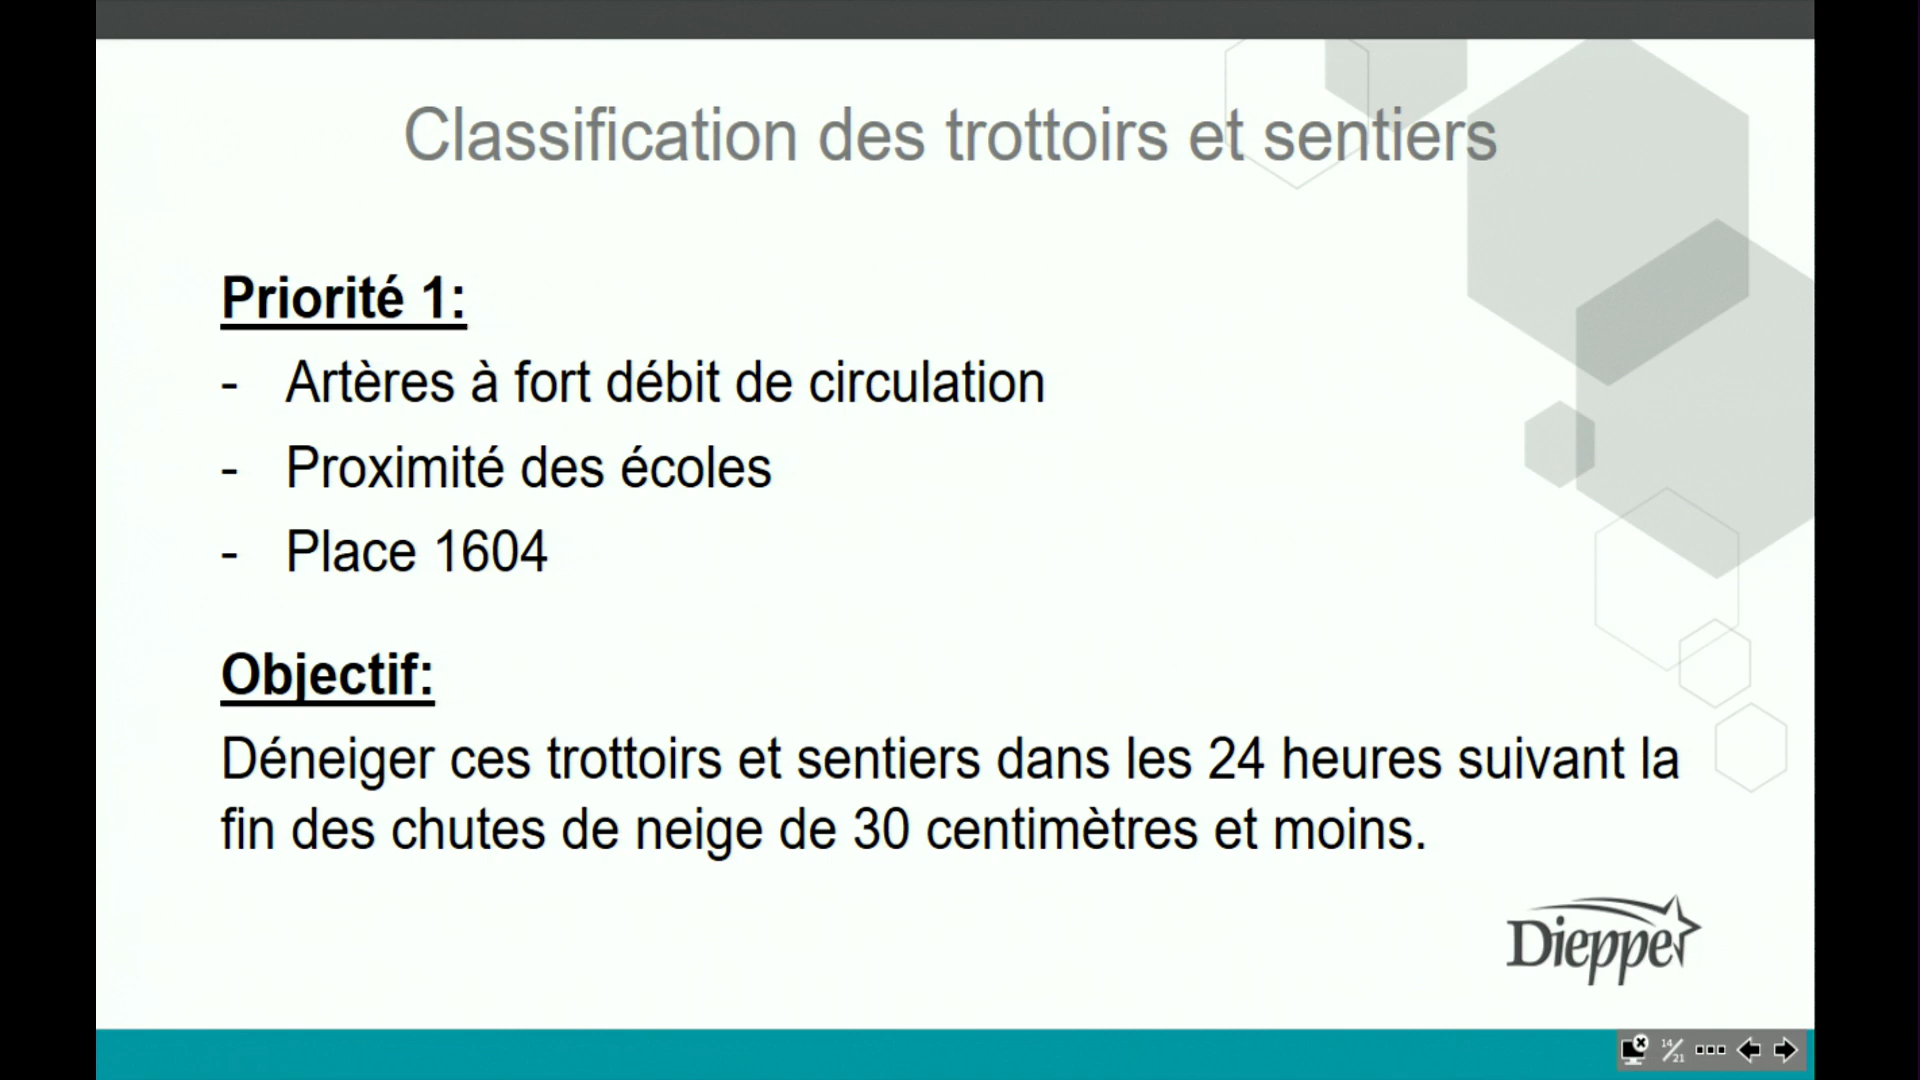 Classification des trottoirs et sentiers
Priorité 1:
- Artères à fort débit de circulation
- Proximité des écoles
- Place 1604
Objectif:
Déneiger ces trottoirs et sentiers dans les 24 heures suivant la
fin des chutes de neige de 30 centimètres et moins.
Dieppe
14/21